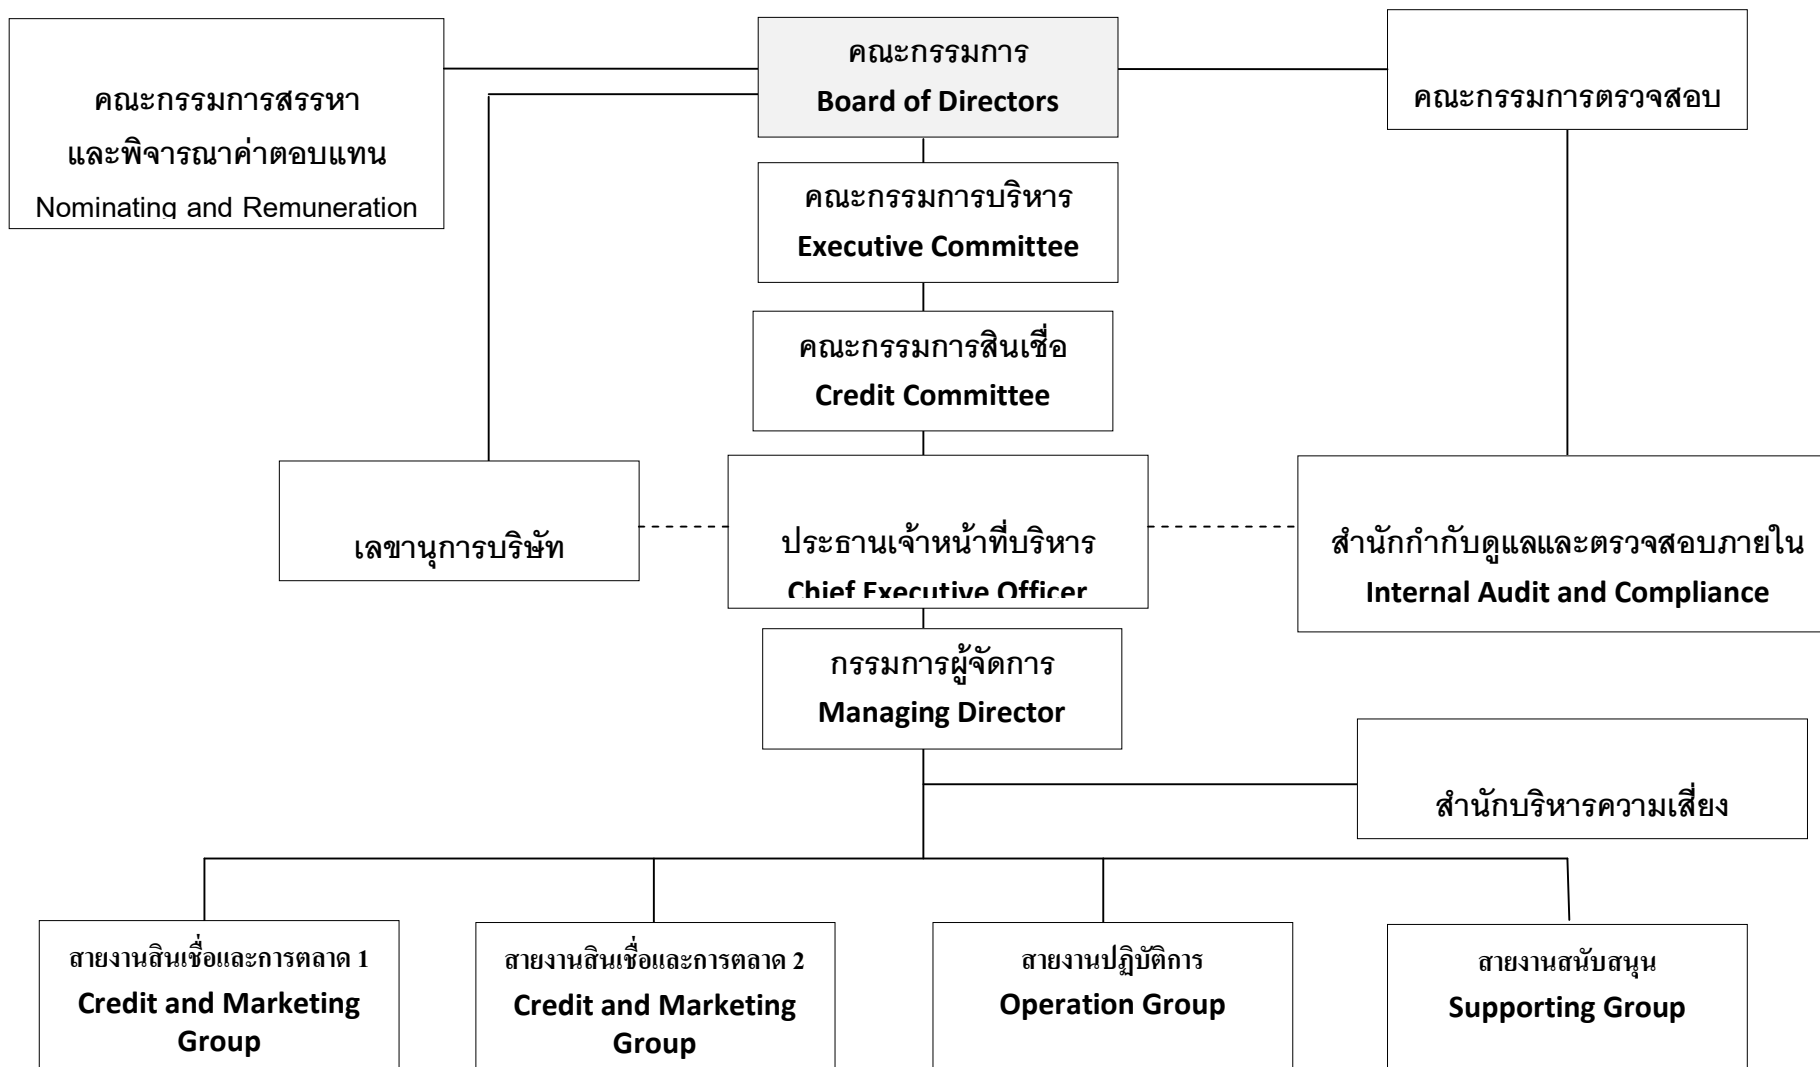 คณะกรรมการ
Board of Directors
คณะกรรมการสรรหา
และพิจารณาค่าตอบแทน
Nominating and Remuneration
คณะกรรมการตรวจสอบ
คณะกรรมการบริหาร
Executive Committee
คณะกรรมการสินเชื่อ
Credit Committee
เลขานุการบริษัท
ประธานเจ้าหน้าที่บริหาร
Chief Executive Officer
สำนักกำกับดูแลและตรวจสอบภายใน
Internal Audit and Compliance
กรรมการผู้จัดการ
Managing Director
สำนักบริหารความเสี่ยง
สายงานสินเชื่อและการตลาด 1
Credit and Marketing
Group
สายงานสินเชื่อและการตลาด 2
Credit and Marketing
Group
สายงานปฏิบัติการ
Operation Group
สายงานสนับสนุน
Supporting Group